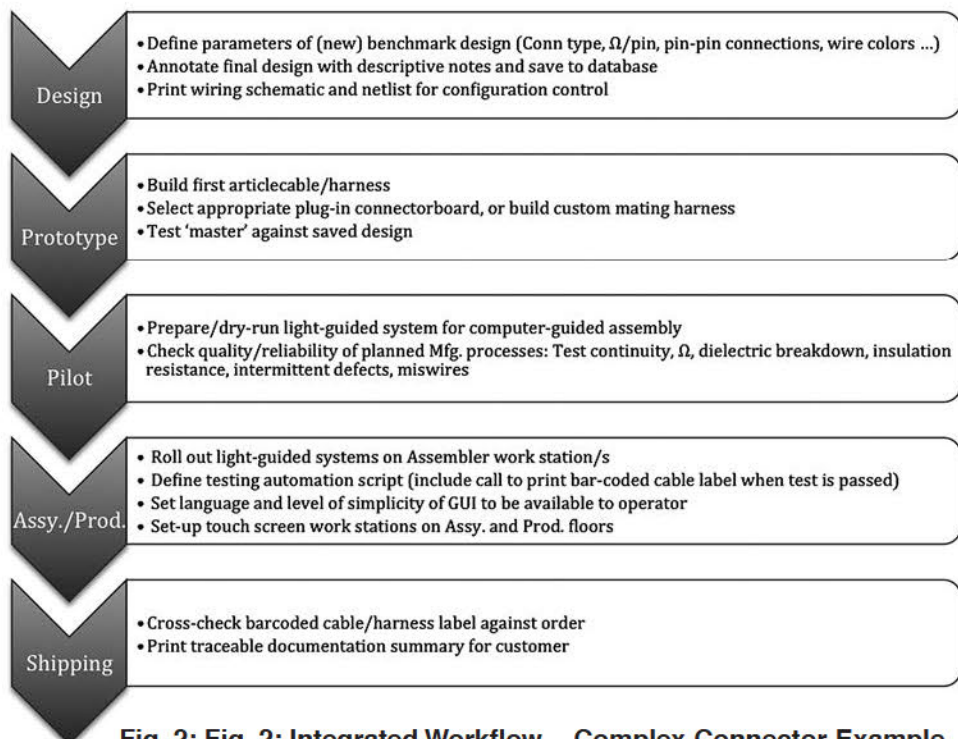 Design
• Define parameters of (new) benchmark design (Conn type, Ω/pin, pin-pin connections, wire colors ...)
• Annotate final design with descriptive notes and save to database
• Print wiring schematic and netlist for configuration control
Prototype
• Build first articlecable/harness
• Select appropriate plug-in connectorboard, or build custom mating harness
• Test ‘master’ against saved design
Pilot
• Prepare/dry-run light-guided system for computer-guided assembly
• Check quality/reliability of planned Mfg. processes: Test continuity, Ω, dielectric breakdown, insulation
resistance, intermittent defects, miswires
Assy./Prod.
• Roll out light-guided systems on Assembler work station/s
• Define testing automation script (include call to print bar-coded cable label when test is passed)
• Set language and level of simplicity of GUI to be available to operator
• Set-up touch screen work stations on Assy. and Prod. floors
Shipping
• Cross-check barcoded cable/harness label against order
• Print traceable documentation summary for customer
Fig. 2: Fig. 2: Integrated Workflow – Complex Connector Example